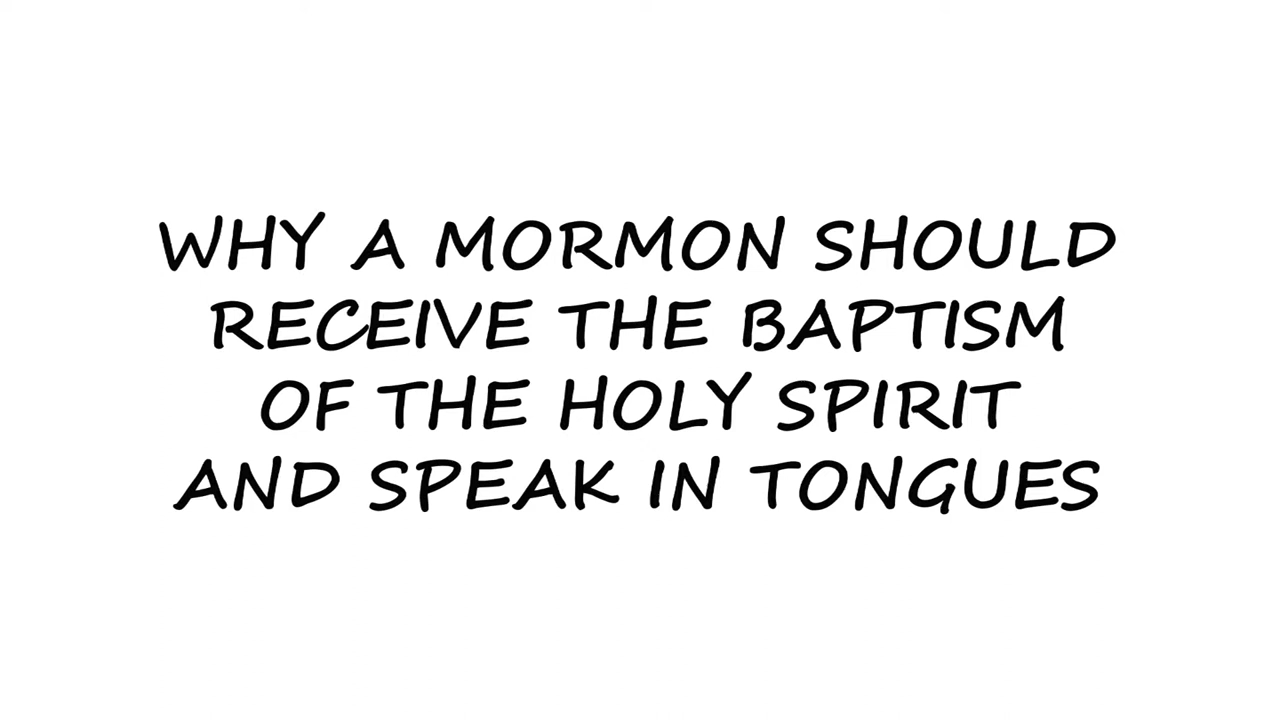 WHY A MORMON SHOULD
RECEIVE THE BAPTISM
OF THE HOLY SPIRIT
AND SPEAK IN TONGUES